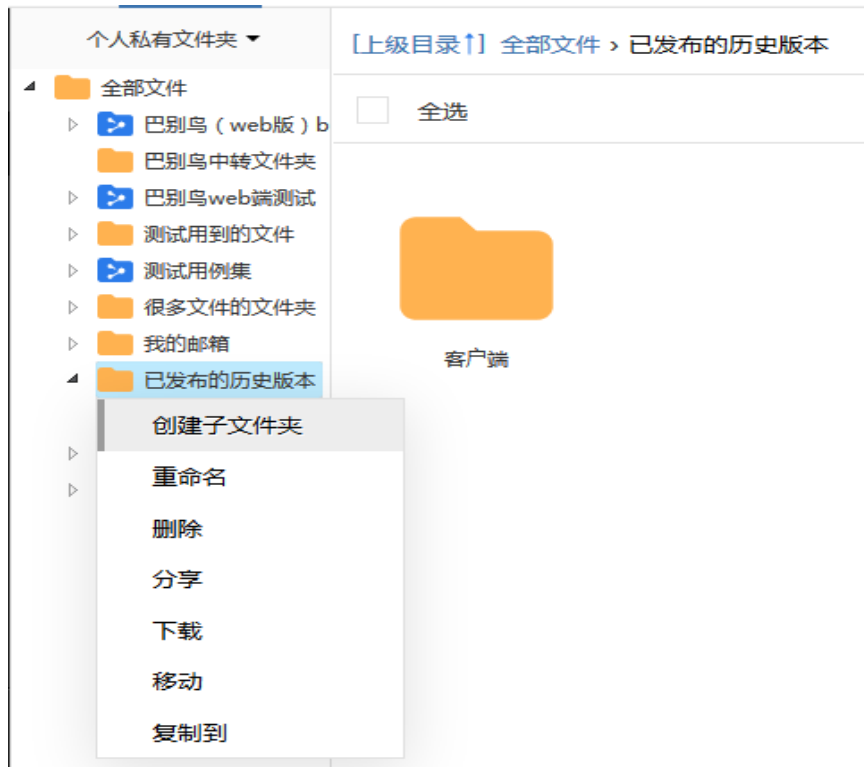 个人私有文件夹
[上级目录↑] 全部文件 › 已发布的历史版本
全选
全部文件
巴别鸟（web版）b
巴别鸟中转文件夹
巴别鸟web端测试
测试用到的文件
测试用例集
很多文件的文件夹
我的邮箱
已发布的历史版本
创建子文件夹
重命名
删除
分享
下载
移动
复制到
客户端